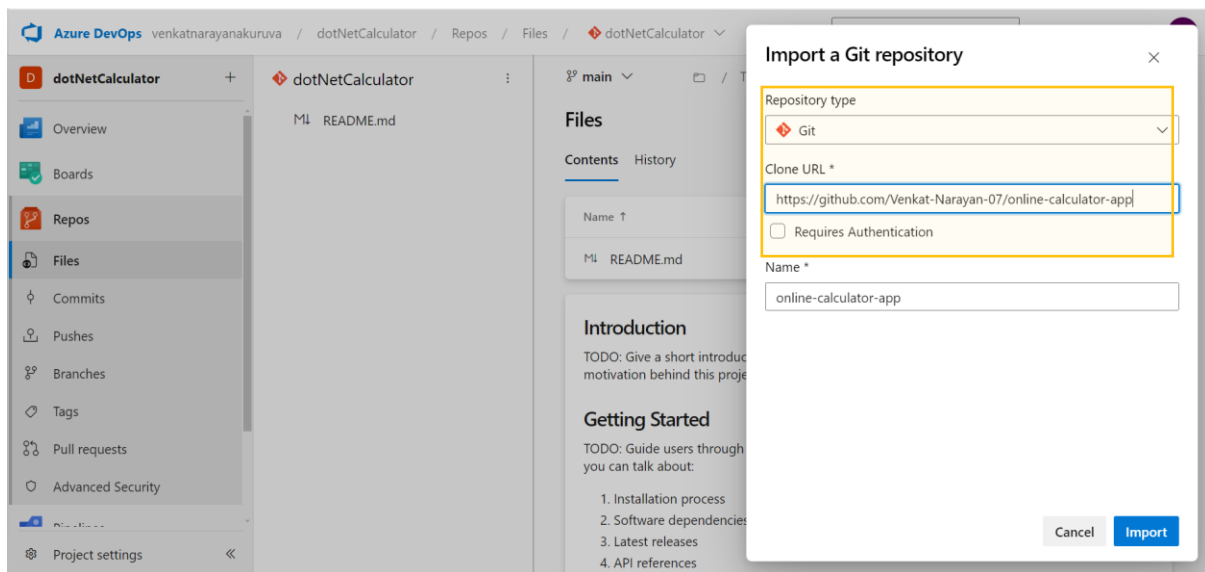 Azure DevOps venkatnarayanakuruva / dotNetCalculator / Repos / Files / dotNetCalculator
D dotNetCalculator +
Overview
Boards
Repos
Files
Commits
Pushes
Branches
Tags
Pull requests
Advanced Security
Project settings
dotNetCalculator
M↓ README.md
main / T
Files
Contents History
Name ↑
M↓ README.md
Introduction
TODO: Give a short introduc
motivation behind this proje
Getting Started
TODO: Guide users through
you can talk about:
1. Installation process
2. Software dependencies
3. Latest releases
4. API references
Import a Git repository
Repository type
Git
Clone URL *
https://github.com/Venkat-Narayan-07/online-calculator-app
Requires Authentication
Name *
online-calculator-app
Cancel Import